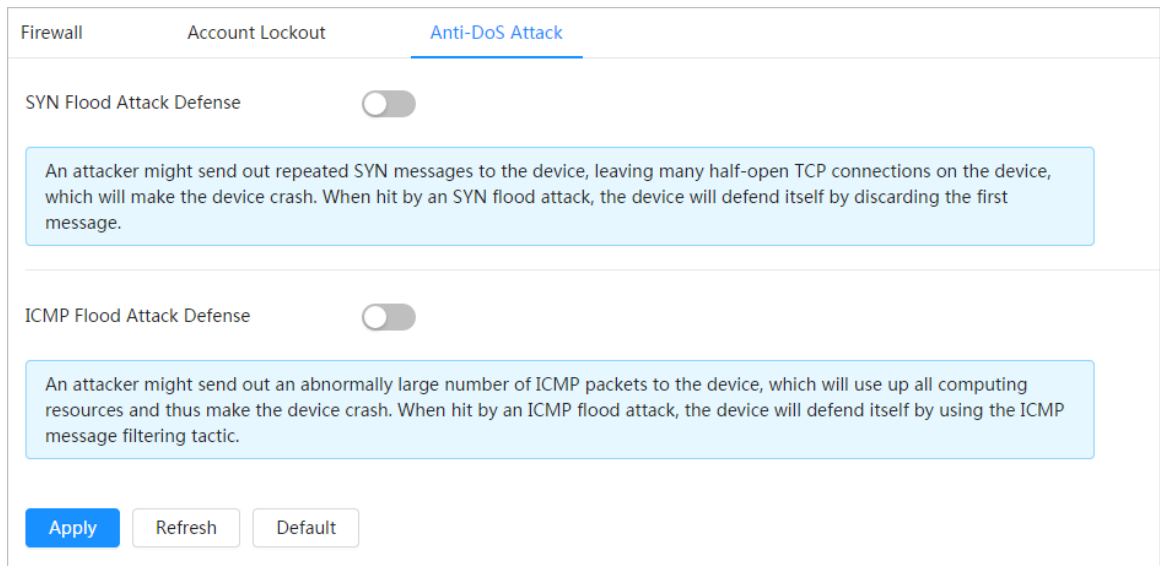 Firewall Account Lockout Anti-DoS Attack
SYN Flood Attack Defense
An attacker might send out repeated SYN messages to the device, leaving many half-open TCP connections on the device,
which will make the device crash. When hit by an SYN flood attack, the device will defend itself by discarding the first
message.
ICMP Flood Attack Defense
An attacker might send out an abnormally large number of ICMP packets to the device, which will use up all computing
resources and thus make the device crash. When hit by an ICMP flood attack, the device will defend itself by using the ICMP
message filtering tactic.
Apply Refresh Default